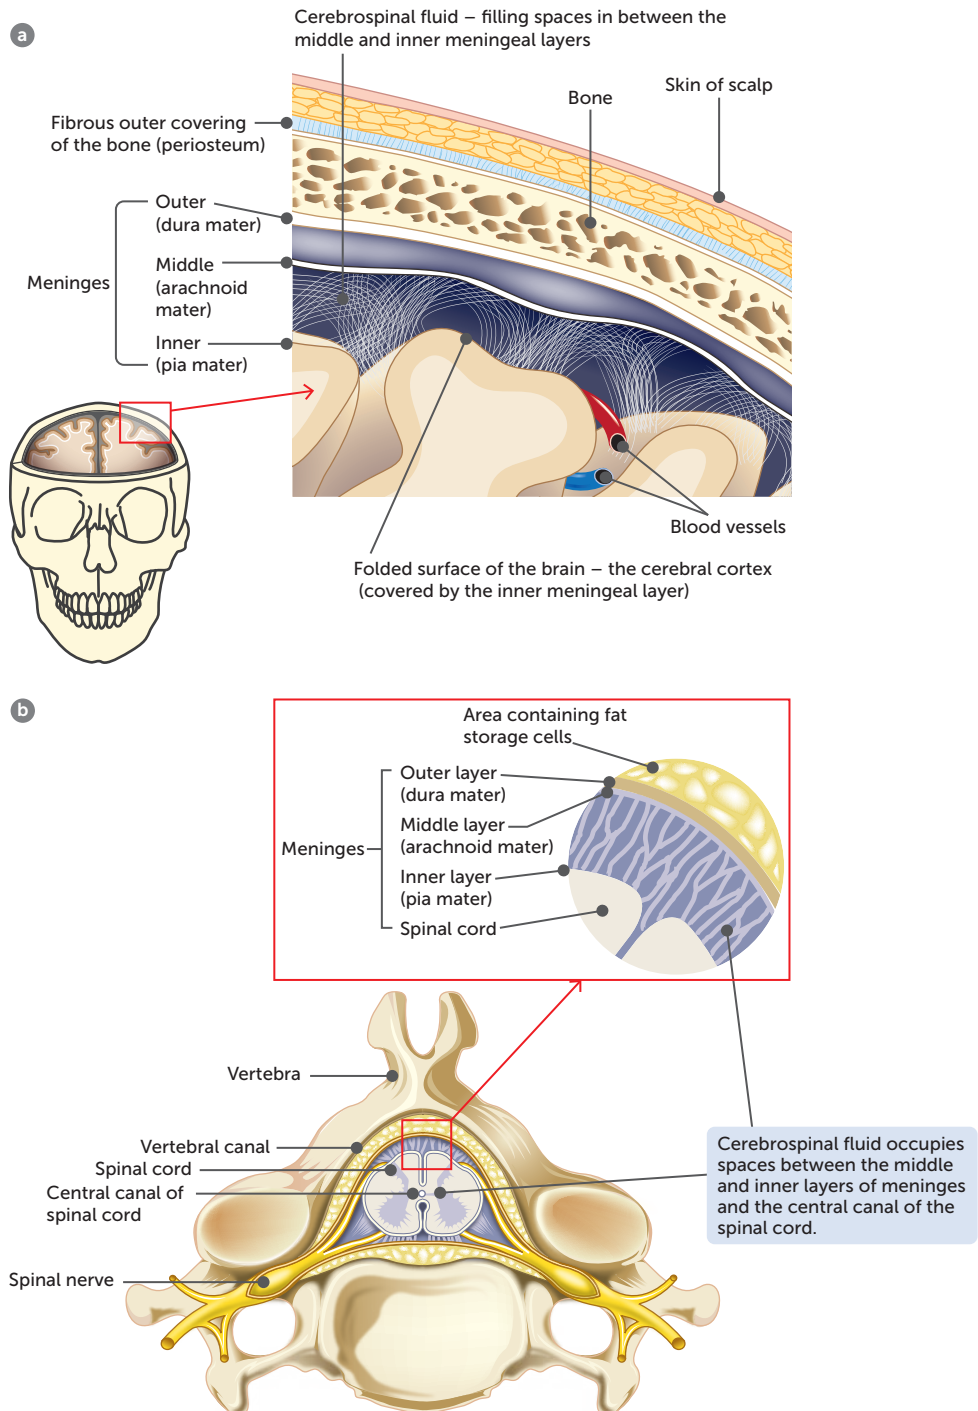 a
Cerebrospinal fluid – filling spaces in between the
middle and inner meningeal layers
Skin of scalp
Bone
Fibrous outer covering
of the bone (periosteum)
Outer
(dura mater)
Middle
(arachnoid
mater)
Meninges
Inner
(pia mater)
Blood vessels
Folded surface of the brain – the cerebral cortex
(covered by the inner meningeal layer)
b
Area containing fat
storage cells
Outer layer
(dura mater)
Middle layer
(arachnoid mater)
Meninges
Inner layer
(pia mater)
Spinal cord
Vertebra
Vertebral canal
Spinal cord
Central canal of
spinal cord
Spinal nerve
Cerebrospinal fluid occupies
spaces between the middle
and inner layers of meninges
and the central canal of the
spinal cord.